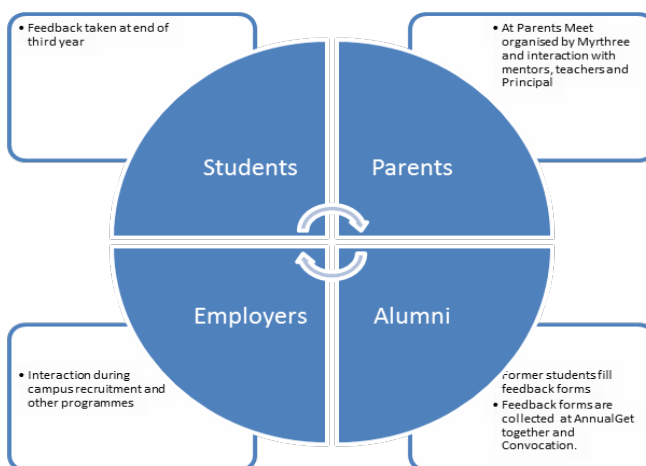 • Feedback taken at end of
third year
• At Parents Meet
organised by Myrthree
and interaction with
mentors, teachers and
Principal
Students
Parents
Employers
Alumni
• Interaction during
campus recruitment and
other programmes
Former students fill
feedback forms
• Feedback forms are
collected at AnnualGet
together and
Convocation.